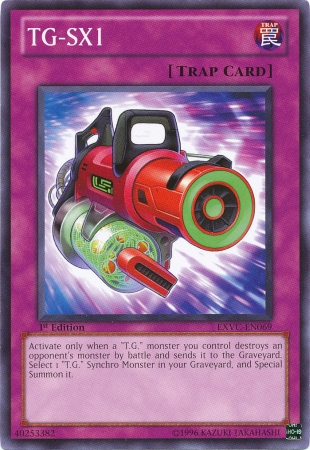 TG-SX1
TRAP
罠
[TRAP CARD]
1st Edition
EXVC-EN069
Activate only when a "T.G." monster you control destroys an
opponent's monster by battle and sends it to the Graveyard.
Select 1 "T.G." Synchro Monster in your Graveyard, and Special
Summon it.
40253382
©1996 KAZUKI TAKAHASHI